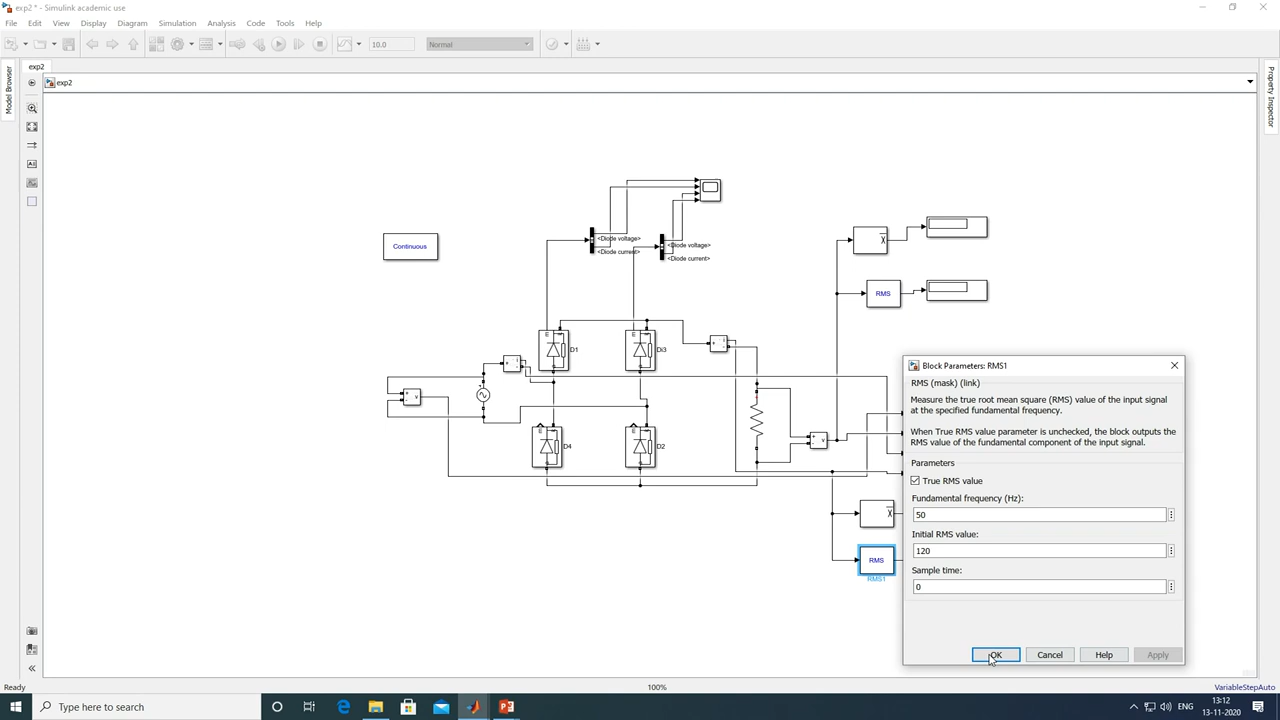 exp2 * - Simulink academic use
File Edit View Display Diagram Simulation Analysis Code Tools Help
10.0 Normal
exp2
exp2
Model Browser
Property Inspector
Continuous
<Diode voltage>
<Diode current>
<Diode voltage>
<Diode current>
RMS
D1
Di3
D4
D2
RMS
RMS1
Block Parameters: RMS1
RMS (mask) (link)
Measure the true root mean square (RMS) value of the input signal
at the specified fundamental frequency.
When True RMS value parameter is unchecked, the block outputs the
RMS value of the fundamental component of the input signal.
Parameters
True RMS value
Fundamental frequency (Hz):
50
Initial RMS value:
120
Sample time:
0
OK Cancel Help Apply
Ready 100% VariableStepAuto
Type here to search
ENG
13:12
13-11-2020